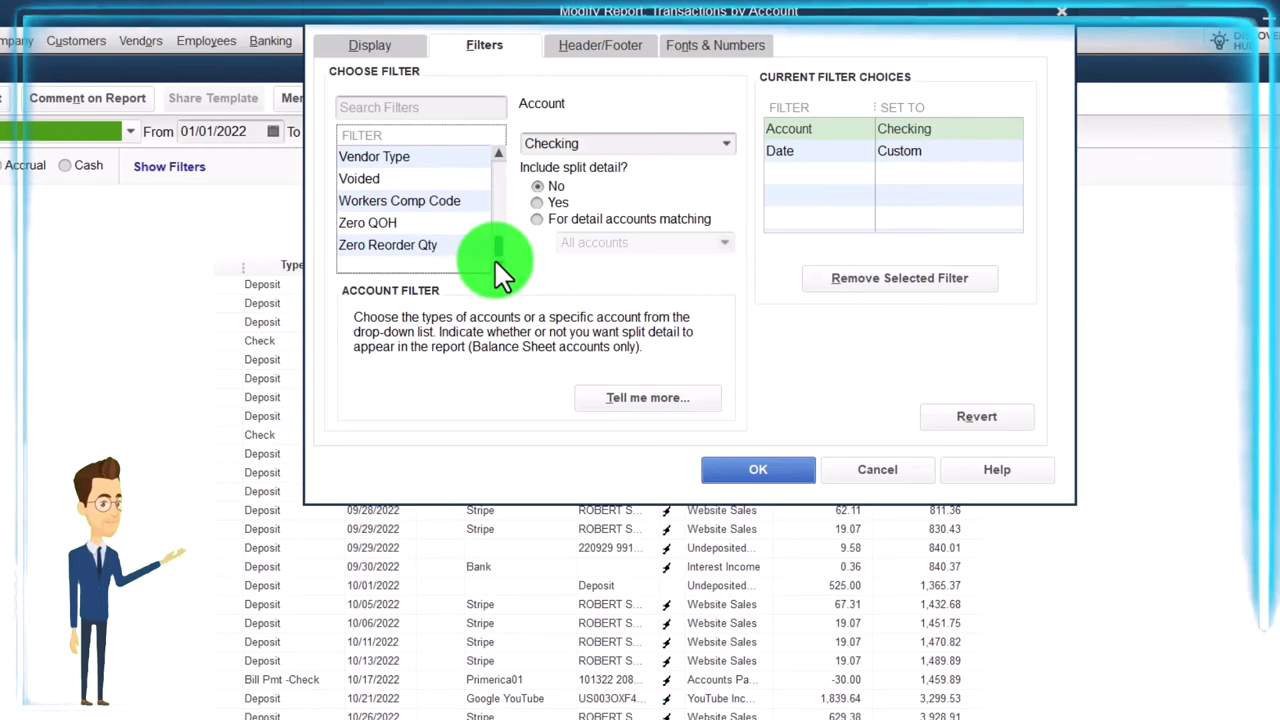 Modify Report: Transactions by Account
Customers Vendors Employees Banking
Display Filters Header/Footer Fonts & Numbers
CHOOSE FILTER
CURRENT FILTER CHOICES
Comment on Report Share Template
Search Filters
Account
FILTER SET TO
From 01/01/2022 To
FILTER
Account Checking
Checking
Date Custom
Vendor Type
Accrual Cash Show Filters
Include split detail?
Voided
No
Workers Comp Code
Yes
Zero QOH
For detail accounts matching
Zero Reorder Qty
All accounts
Remove Selected Filter
ACCOUNT FILTER
Choose the types of accounts or a specific account from the
drop-down list. Indicate whether or not you want split detail to
appear in the report (Balance Sheet accounts only).
Tell me more...
Revert
OK Cancel Help
Type
Deposit
Deposit
Deposit
Check
Deposit
Deposit
Deposit
Deposit
Check
Deposit
Deposit
Deposit
Deposit 09/28/2022 Stripe ROBERT S... Website Sales 62.11 811.36
Deposit 09/29/2022 Stripe ROBERT S... Website Sales 19.07 830.43
Deposit 09/29/2022 220929 991... Undeposited... 9.58 840.01
Deposit 09/30/2022 Bank Interest Income 0.36 840.37
Deposit 10/01/2022 Deposit Undeposited... 525.00 1,365.37
Deposit 10/05/2022 Stripe ROBERT S... Website Sales 67.31 1,432.68
Deposit 10/06/2022 Stripe ROBERT S... Website Sales 19.07 1,451.75
Deposit 10/11/2022 Stripe ROBERT S... Website Sales 19.07 1,470.82
Deposit 10/13/2022 Stripe ROBERT S... Website Sales 19.07 1,489.89
Bill Pmt -Check 10/17/2022 Primerica01 101322 208... Accounts Pa... -30.00 1,459.89
Deposit 10/21/2022 Google YouTube US003OXF4... YouTube Inc... 1,839.64 3,299.53
Deposit 10/26/2022 Stripe ROBERT S... Website Sales 629.38 3,928.91